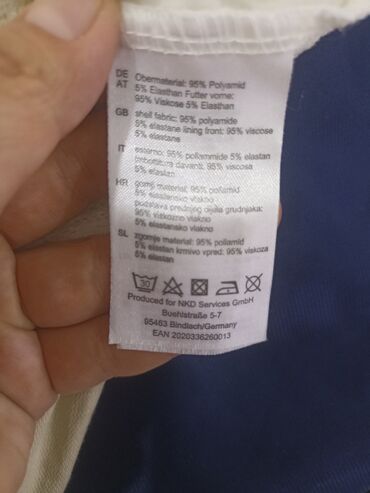 DE Obermaterial: 95% Polyamid
AT 5% Elasthan Futter vorne:
95% Viskose 5% Elasthan
GB shell fabric: 95% polyamide
5% elastane lining front: 95% viscose
5% elastane
IT esterno: 95% poliammide 5% elastan
imbottitura davanti: 95% viscosa
5% elastan
HR gornji materijal: 95% poliamid
5% elastansko vlakno
podstava prednjeg dijela grudnjaka:
95% viskozno vlakno
5% elastansko vlakno
SL zgornje material: 95% poliamid
5% elastan krmivo vpred: 95% viskoza
5% elastan
30
Produced for NKD Services GmbH
Buehlstraße 5-7
95463 Bindlach/Germany
EAN 2020336260013